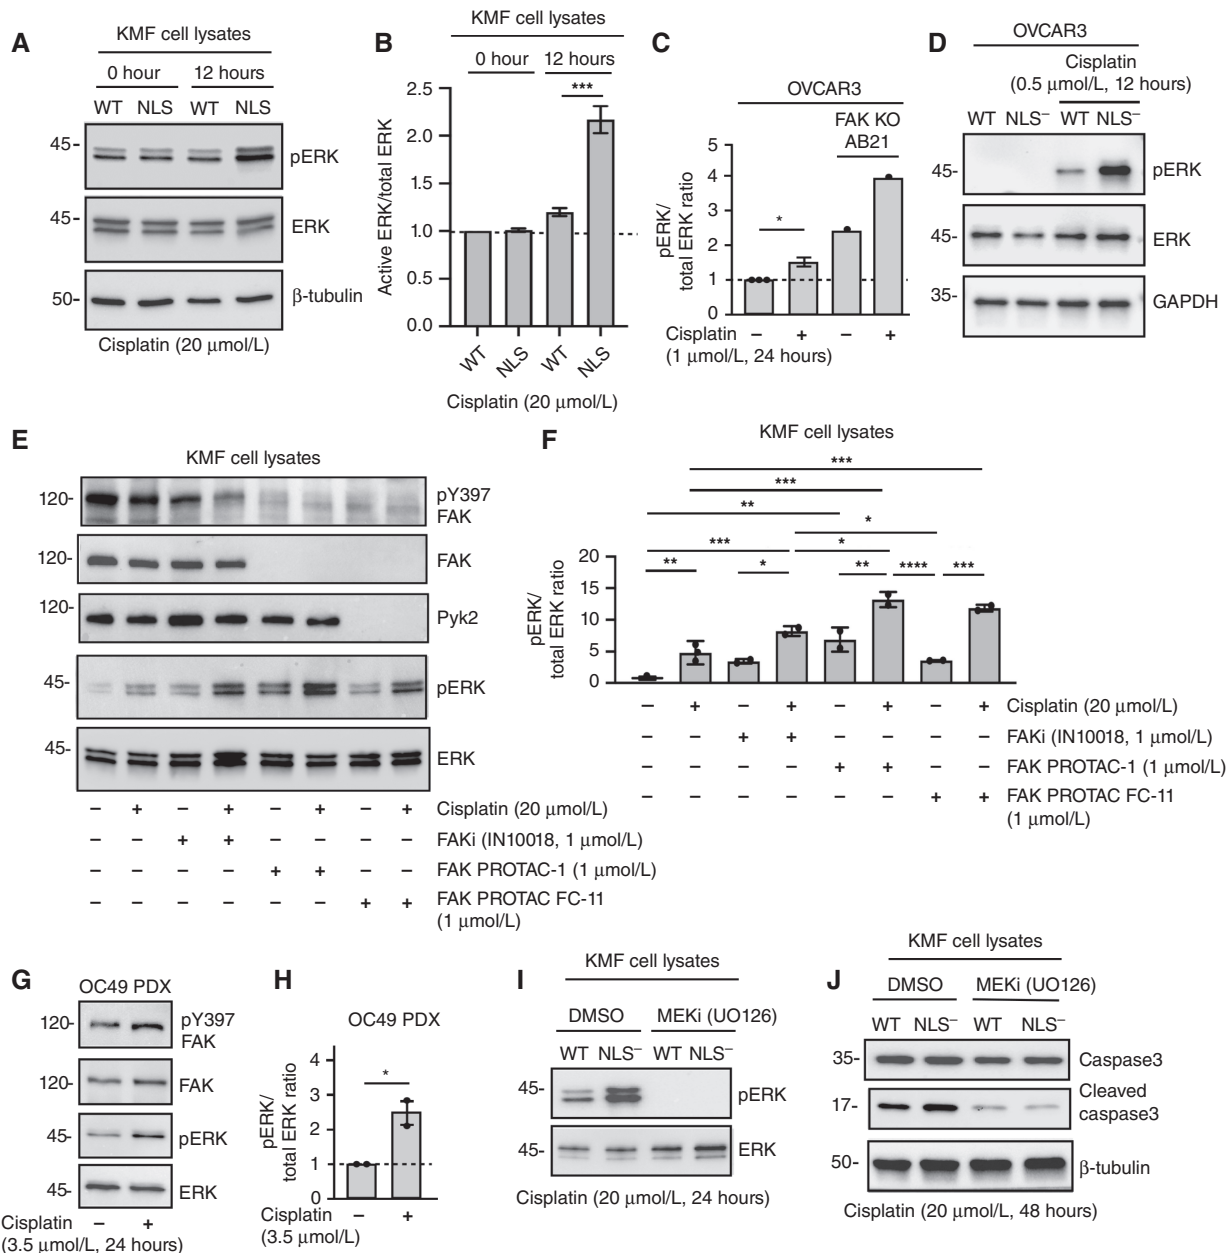 A
KMF cell lysates
0 hour 12 hours
WT NLS WT NLS
45- pERK
45- ERK
50- β-tubulin
Cisplatin (20 μmol/L)
B
KMF cell lysates
0 hour 12 hours
***
Active ERK/total ERK
2.5
2.0
1.5
1.0
0.5
0.0
WT NLS WT NLS
Cisplatin (20 μmol/L)
C
OVCAR3
FAK KO
AB21
*
pERK/
total ERK ratio
5
4
3
2
1
0
Cisplatin – + – +
(1 μmol/L, 24 hours)
D
OVCAR3
Cisplatin
(0.5 μmol/L, 12 hours)
WT NLS– WT NLS–
45- pERK
45- ERK
35- GAPDH
E
KMF cell lysates
120- pY397
FAK
120- FAK
120- Pyk2
45- pERK
45- ERK
– + – + – + – + Cisplatin (20 μmol/L)
– – + + – – – – FAKi (IN10018, 1 μmol/L)
– – – – + + – – FAK PROTAC-1 (1 μmol/L)
– – – – – – + + FAK PROTAC FC-11
(1 μmol/L)
F
KMF cell lysates
***
***
**
*
*** *
** * ** **** ***
pERK/
total ERK ratio
20
15
10
5
0
– + – + – + – + Cisplatin (20 μmol/L)
– – + + – – – – FAKi (IN10018, 1 μmol/L)
– – – – + + – – FAK PROTAC-1 (1 μmol/L)
– – – – – – + + FAK PROTAC FC-11
(1 μmol/L)
G
OC49 PDX
120- pY397
FAK
120- FAK
45- pERK
45- ERK
Cisplatin – +
(3.5 μmol/L, 24 hours)
H
OC49 PDX
*
pERK/
total ERK ratio
4
3
2
1
0
Cisplatin – +
(3.5 μmol/L)
I
KMF cell lysates
DMSO MEKi (UO126)
WT NLS– WT NLS–
45- pERK
45- ERK
Cisplatin (20 μmol/L, 24 hours)
J
KMF cell lysates
DMSO MEKi (UO126)
WT NLS– WT NLS–
35- Caspase3
17- Cleaved
caspase3
50- β-tubulin
Cisplatin (20 μmol/L, 48 hours)